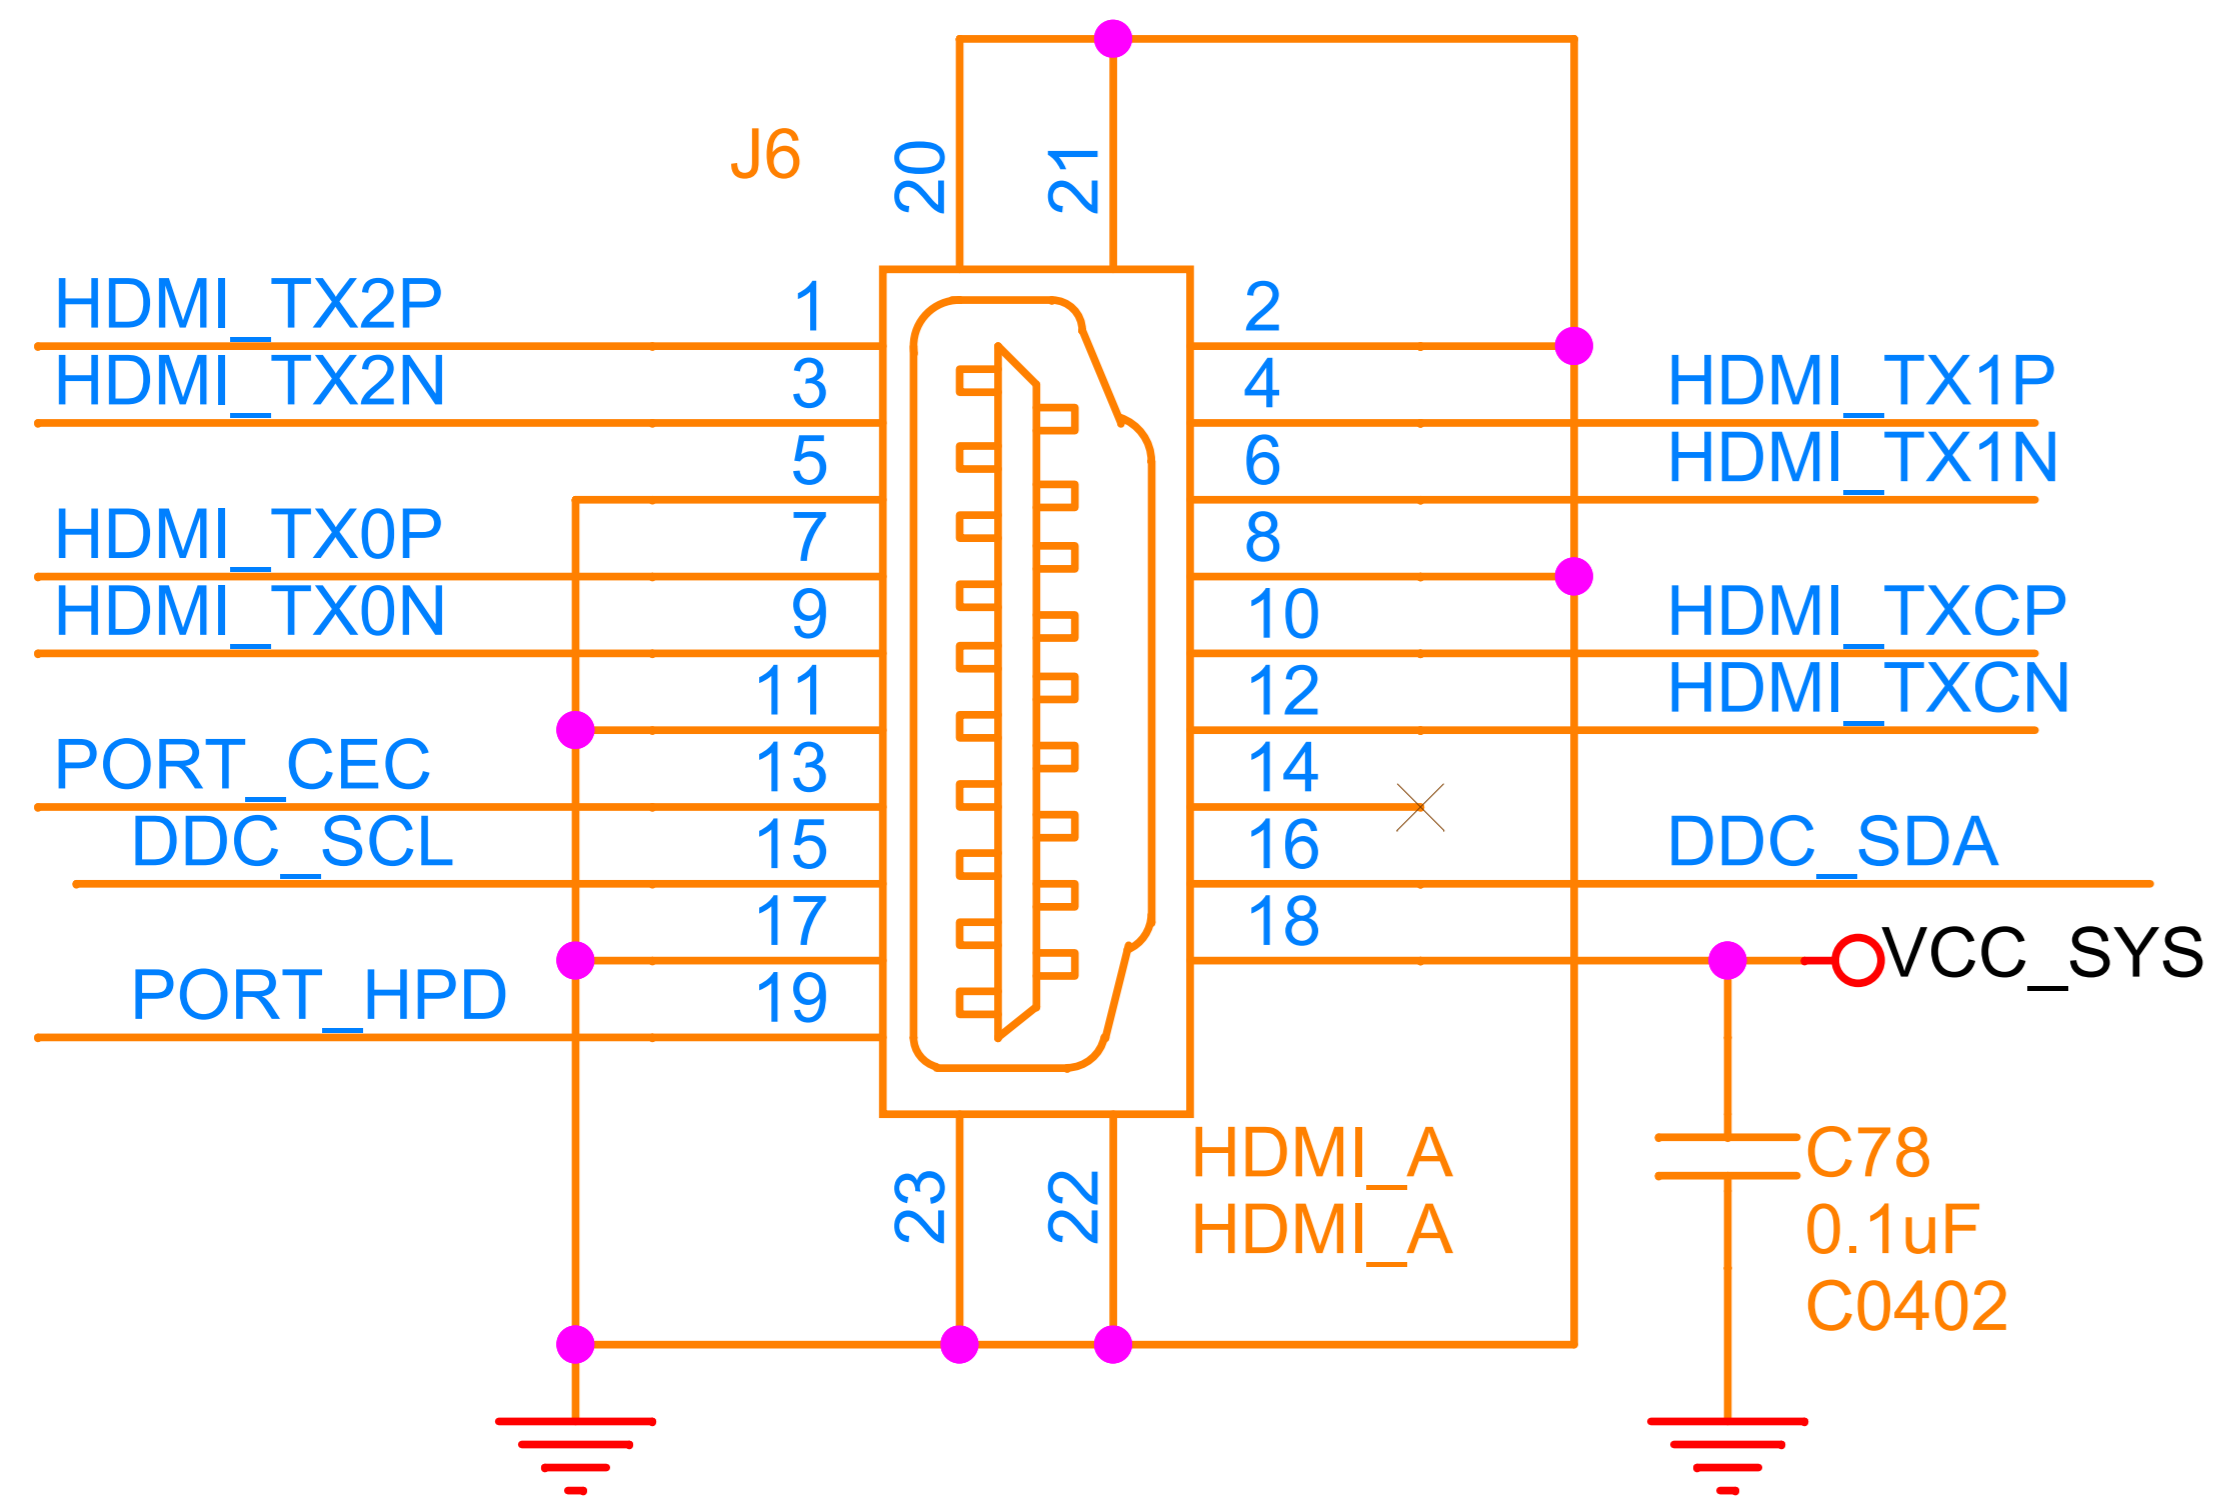 J6
20
21
HDMI_TX2P 1 2
HDMI_TX2N 3 4 HDMI_TX1P
5 6 HDMI_TX1N
HDMI_TX0P 7 8
HDMI_TX0N 9 10 HDMI_TXCP
11 12 HDMI_TXCN
PORT_CEC 13 14
DDC_SCL 15 16 DDC_SDA
17 18 VCC_SYS
PORT_HPD 19
23
22
HDMI_A
HDMI_A
C78
0.1uF
C0402